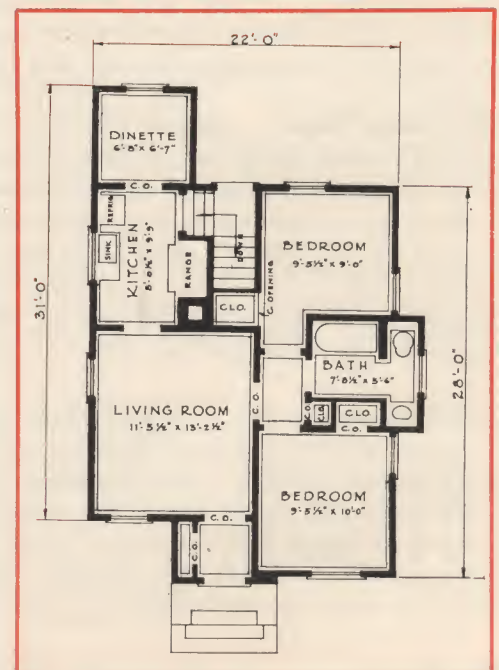 22'-0"
DINETTE
6'-8" x 6'-7"
C.O.
REFRIG
SINK
KITCHEN
8'-0½" x 9'-9"
RANGE
DOWN
CLO.
C. OPENING
BEDROOM
9'-5½" x 9'-0"
31'-0"
28'-0"
BATH
7'-8½" x 5'-6"
LIVING ROOM
11'-5½" x 13'-2½"
C.O.
C.O.
CLO
CLO.
C.O.
BEDROOM
9'-5½" x 10'-0"
C.O.
C.O.